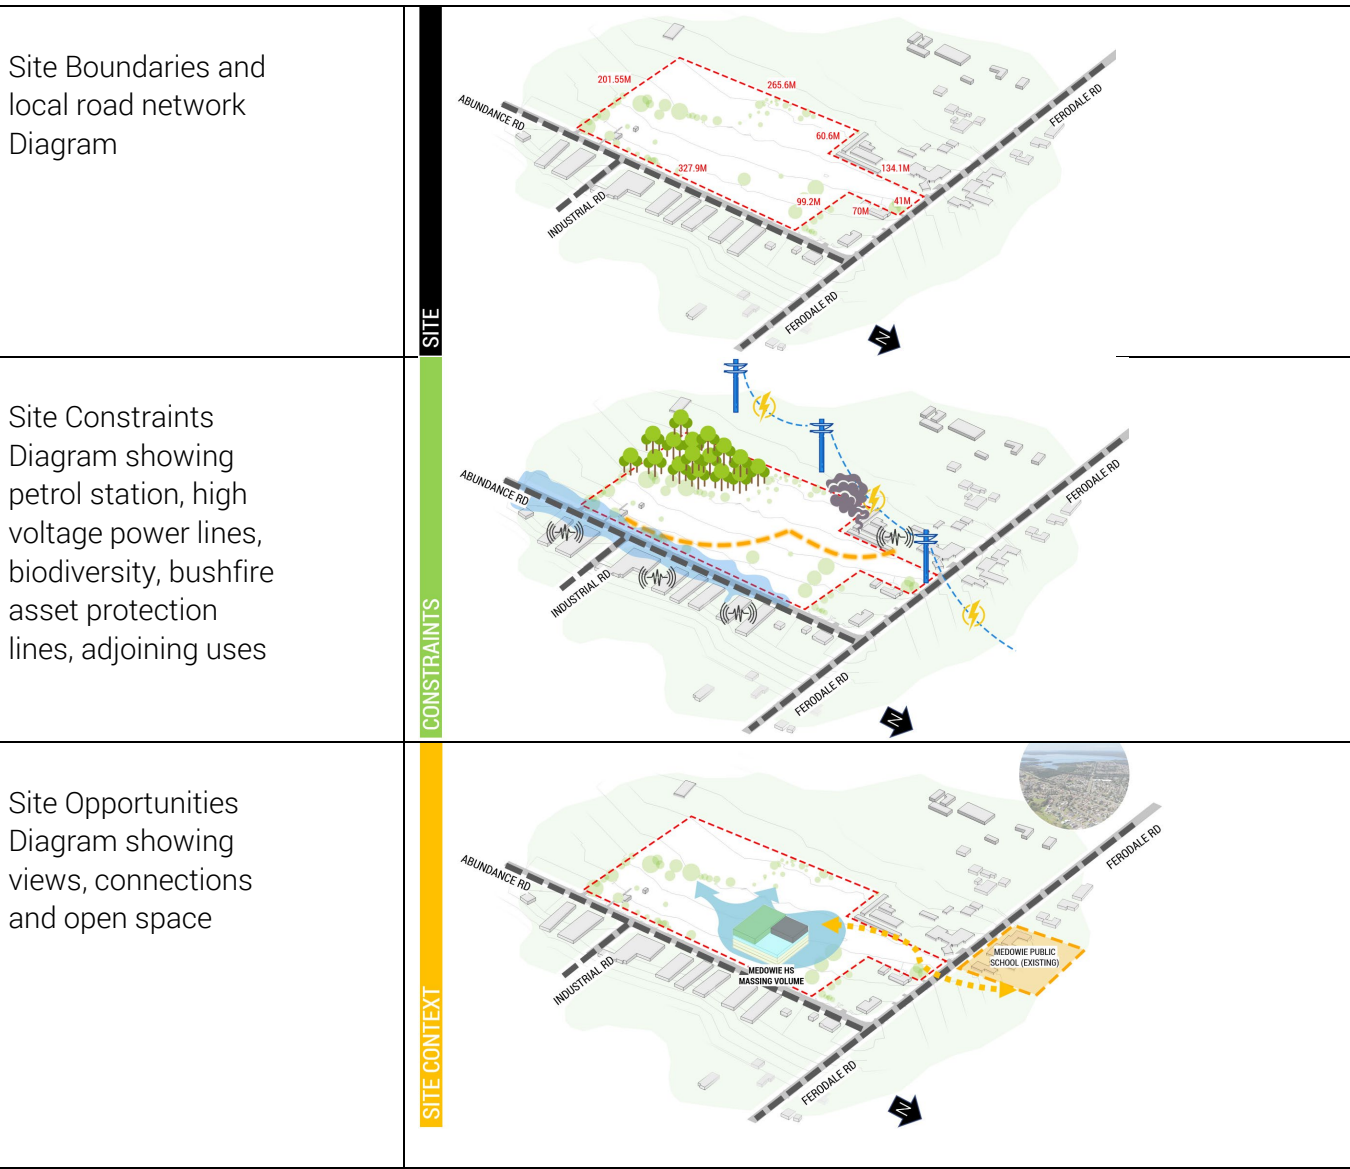 Site Boundaries and
local road network
Diagram
SITE
201.55M
265.6M
ABUNDANCE RD
FERODALE RD
60.6M
327.9M
134.1M
99.2M
41M
70M
INDUSTRIAL RD
FERODALE RD
N
Site Constraints
Diagram showing
petrol station, high
voltage power lines,
biodiversity, bushfire
asset protection
lines, adjoining uses
CONSTRAINTS
ABUNDANCE RD
FERODALE RD
INDUSTRIAL RD
FERODALE RD
N
Site Opportunities
Diagram showing
views, connections
and open space
SITE CONTEXT
ABUNDANCE RD
FERODALE RD
MEDOWIE PUBLIC
SCHOOL (EXISTING)
MEDOWIE HS
MASSING VOLUME
INDUSTRIAL RD
FERODALE RD
N